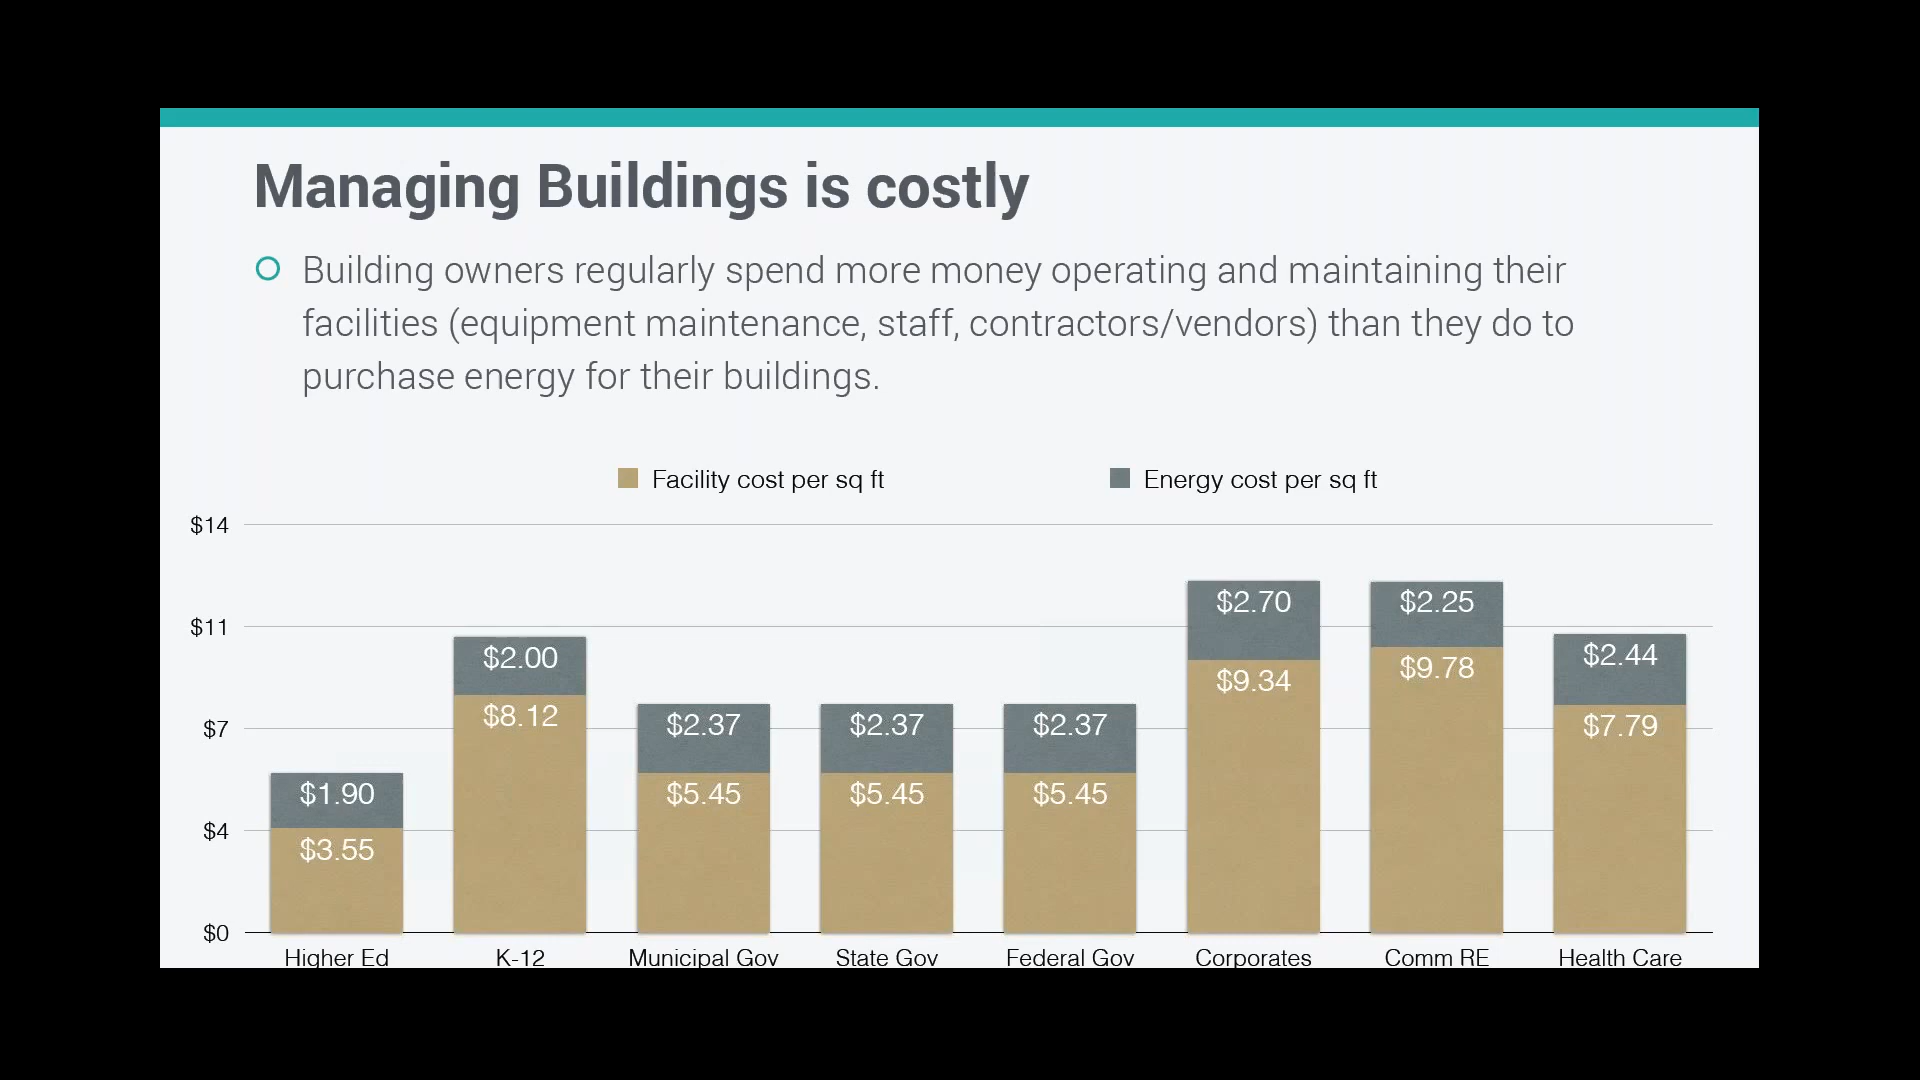 Managing Buildings is costly
Building owners regularly spend more money operating and maintaining their
facilities (equipment maintenance, staff, contractors/vendors) than they do to
purchase energy for their buildings.
Facility cost per sq ft
Energy cost per sq ft
$14
$11
$7
$4
$0
$1.90
$3.55
$2.00
$8.12
$2.37
$5.45
$2.37
$5.45
$2.37
$5.45
$2.70
$9.34
$2.25
$9.78
$2.44
$7.79
Higher Ed
K-12
Municipal Gov
State Gov
Federal Gov
Corporates
Comm RE
Health Care